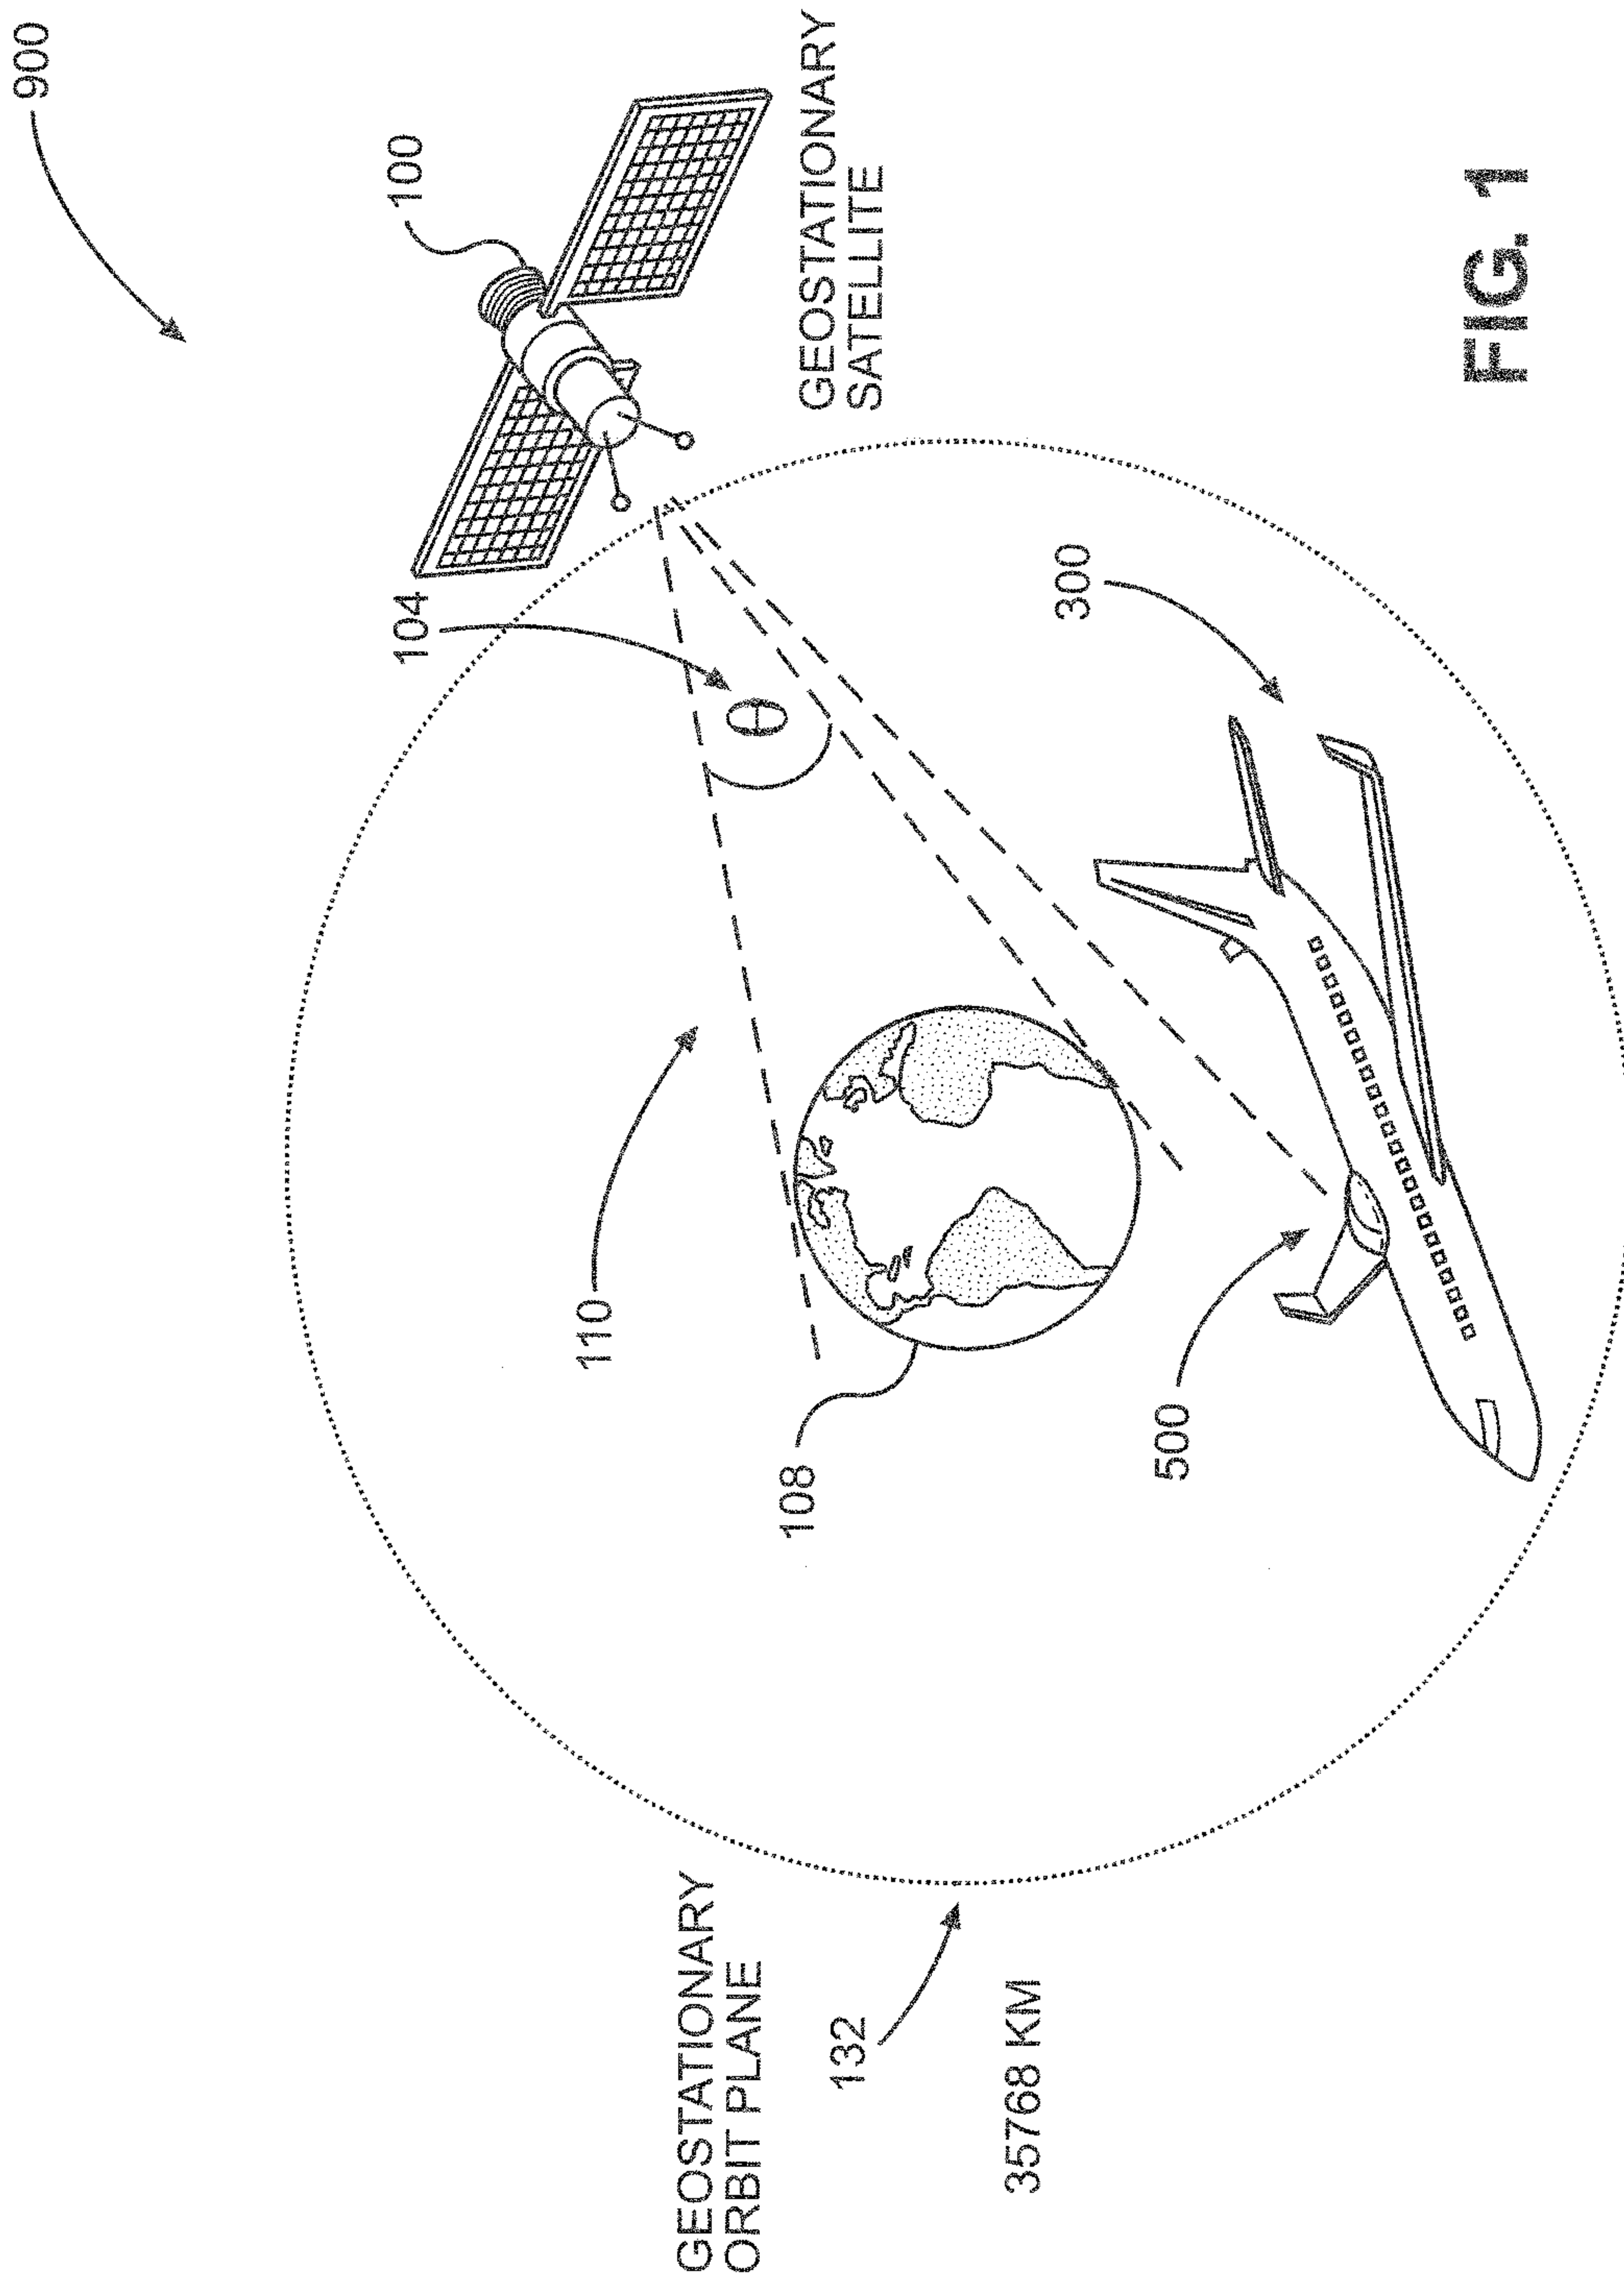 900
100
GEOSTATIONARY
SATELLITE
104
θ
300
110
108
500
GEOSTATIONARY
ORBIT PLANE
132
35768 KM
FIG. 1